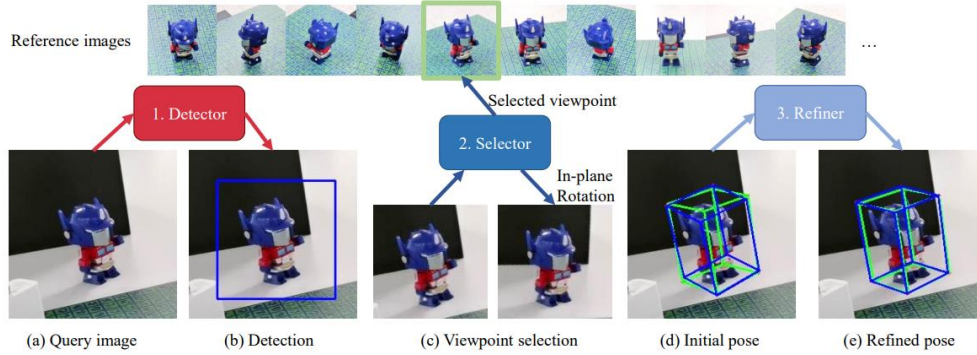 Reference images
...
1. Detector
Selected viewpoint
2. Selector
In-plane
Rotation
3. Refiner
(a) Query image
(b) Detection
(c) Viewpoint selection
(d) Initial pose
(e) Refined pose